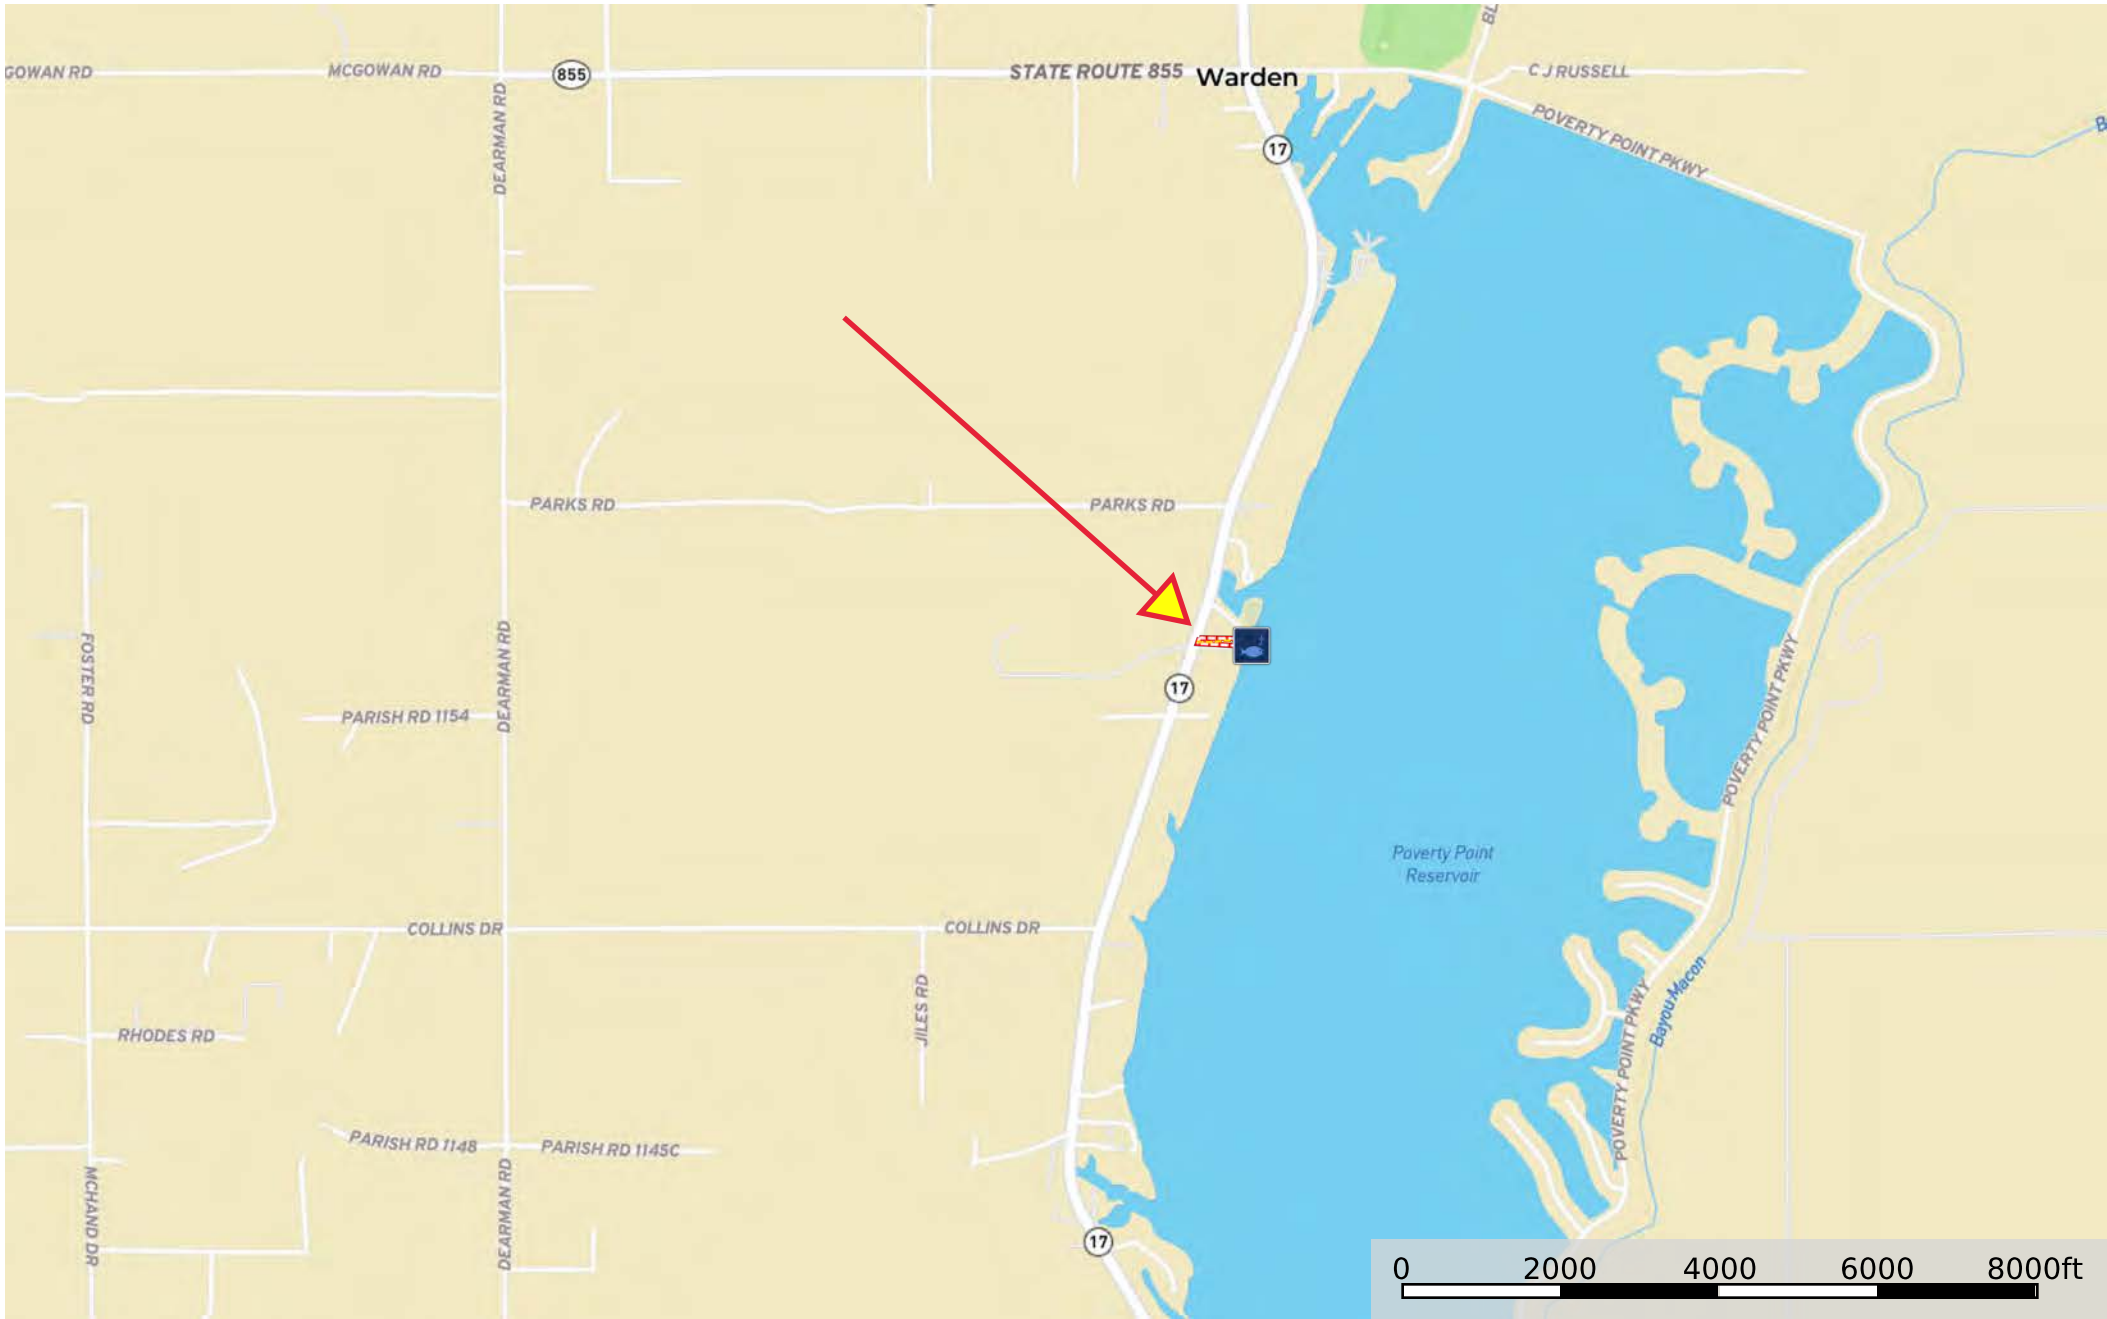 BL
GOWAN RD
MCGOWAN RD
855
STATE ROUTE 855
Warden
C J RUSSELL
POVERTY POINT PKWY
B
DEARMAN RD
17
PARKS RD
PARKS RD
FOSTER RD
DEARMAN RD
17
PARISH RD 1154
POVERTY POINT PKWY
Poverty Point
Reservoir
COLLINS DR
COLLINS DR
JILES RD
Bayou Macon
POVERTY POINT PKWY
RHODES RD
PARISH RD 1148
PARISH RD 1145C
MCHAND DR
DEARMAN RD
17
0 2000 4000 6000 8000ft